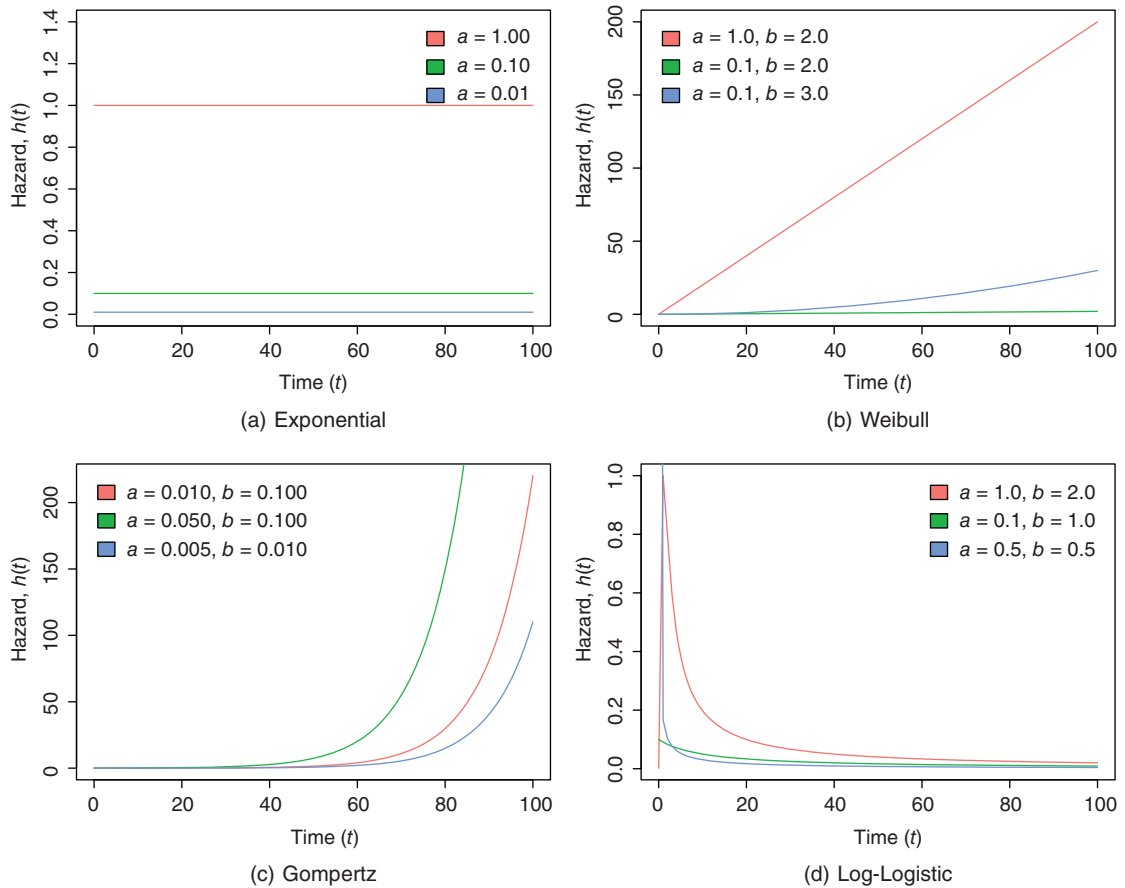 1.4
1.2
1.0
0.8
0.6
0.4
0.2
0.0
Hazard, h(t)
a = 1.00
a = 0.10
a = 0.01
0 20 40 60 80 100
Time (t)
(a) Exponential
200
150
100
50
0
Hazard, h(t)
a = 1.0, b = 2.0
a = 0.1, b = 2.0
a = 0.1, b = 3.0
0 20 40 60 80 100
Time (t)
(b) Weibull
200
150
100
50
0
Hazard, h(t)
a = 0.010, b = 0.100
a = 0.050, b = 0.100
a = 0.005, b = 0.010
0 20 40 60 80 100
Time (t)
(c) Gompertz
1.0
0.8
0.6
0.4
0.2
0.0
Hazard, h(t)
a = 1.0, b = 2.0
a = 0.1, b = 1.0
a = 0.5, b = 0.5
0 20 40 60 80 100
Time (t)
(d) Log-Logistic